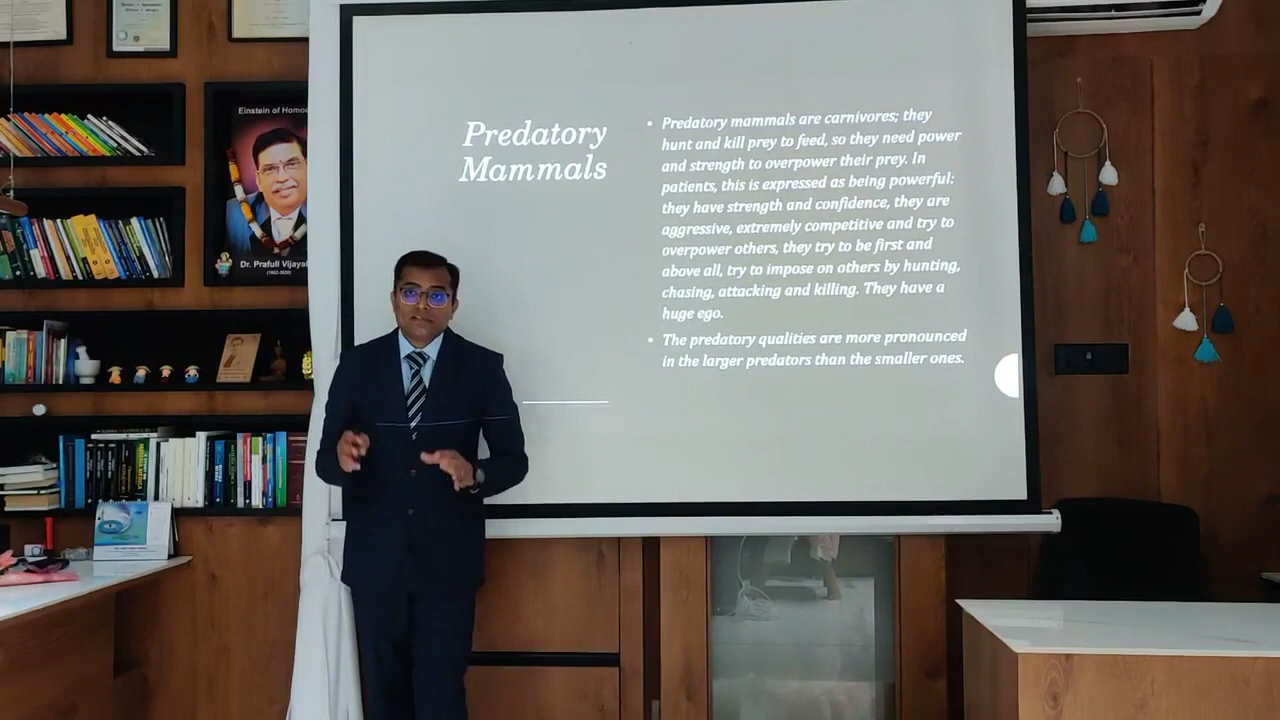 Einstein of Homoe
Dr. Prafull Vijayal
(1952-2020)
Predatory
Mammals
• Predatory mammals are carnivores; they
hunt and kill prey to feed, so they need power
and strength to overpower their prey. In
patients, this is expressed as being powerful:
they have strength and confidence, they are
aggressive, extremely competitive and try to
overpower others, they try to be first and
above all, try to impose on others by hunting,
chasing, attacking and killing. They have a
huge ego.
• The predatory qualities are more pronounced
in the larger predators than the smaller ones.